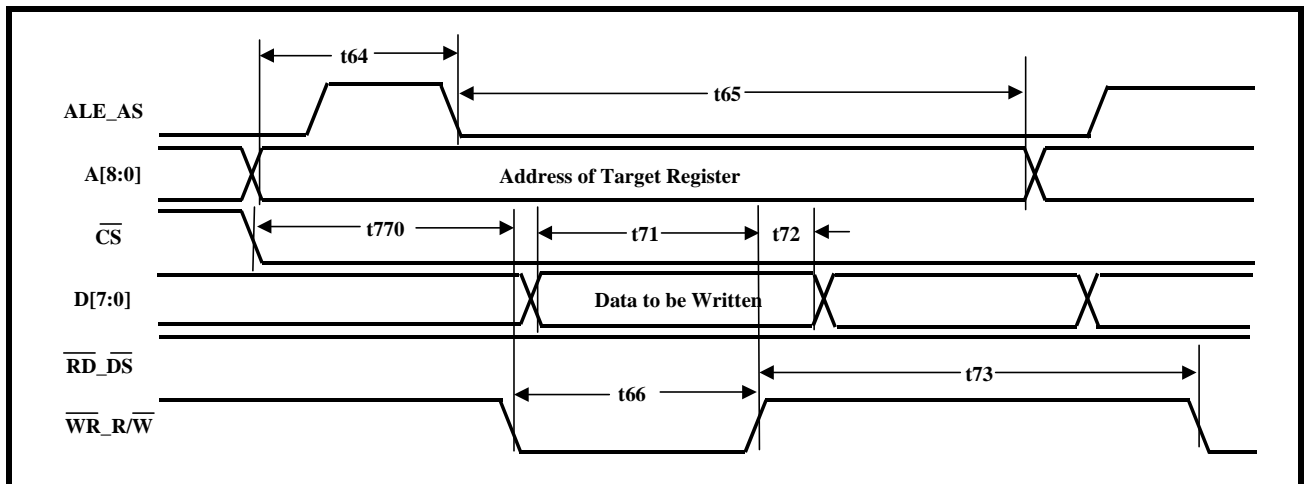 t64
ALE_AS
t65
A[8:0]
Address of Target Register
CS
t770
t71
t72
D[7:0]
Data to be Written
RD_DS
t73
t66
WR_R/W